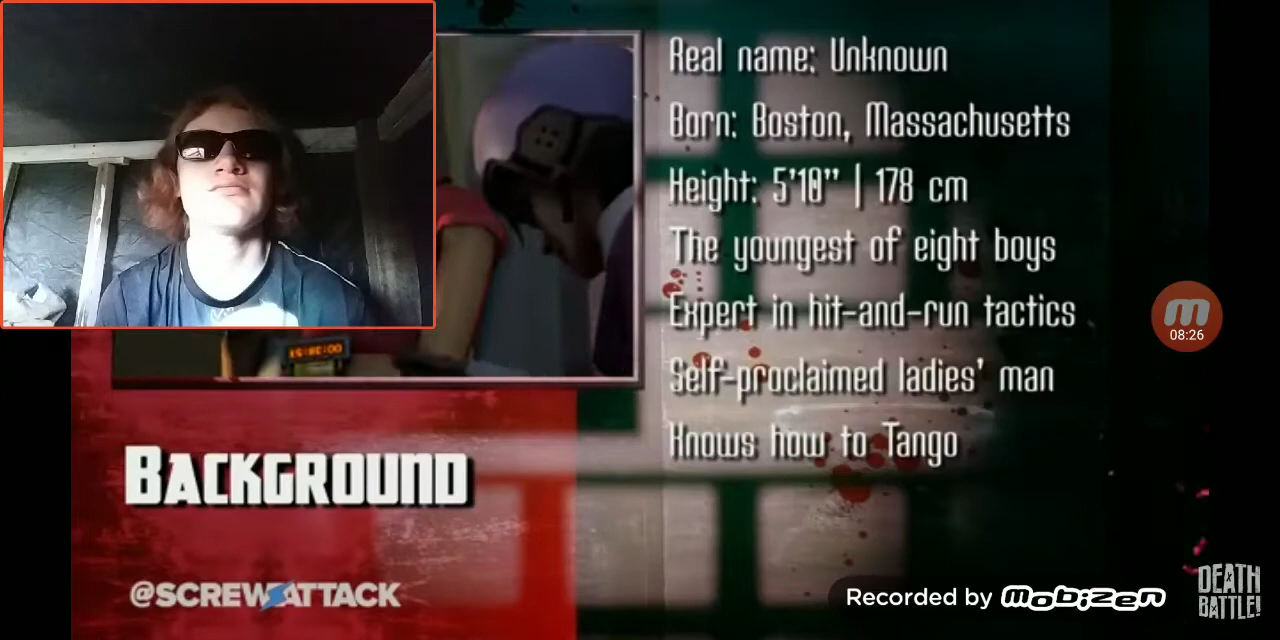 Real name: Unknown
Born: Boston, Massachusetts
Height: 5'10" | 178 cm
The youngest of eight boys
Expert in hit-and-run tactics
Self-proclaimed ladies' man
Knows how to Tango
BACKGROUND
@SCREWATTACK
08:26
Recorded by mobizen
DEATH
BATTLE!